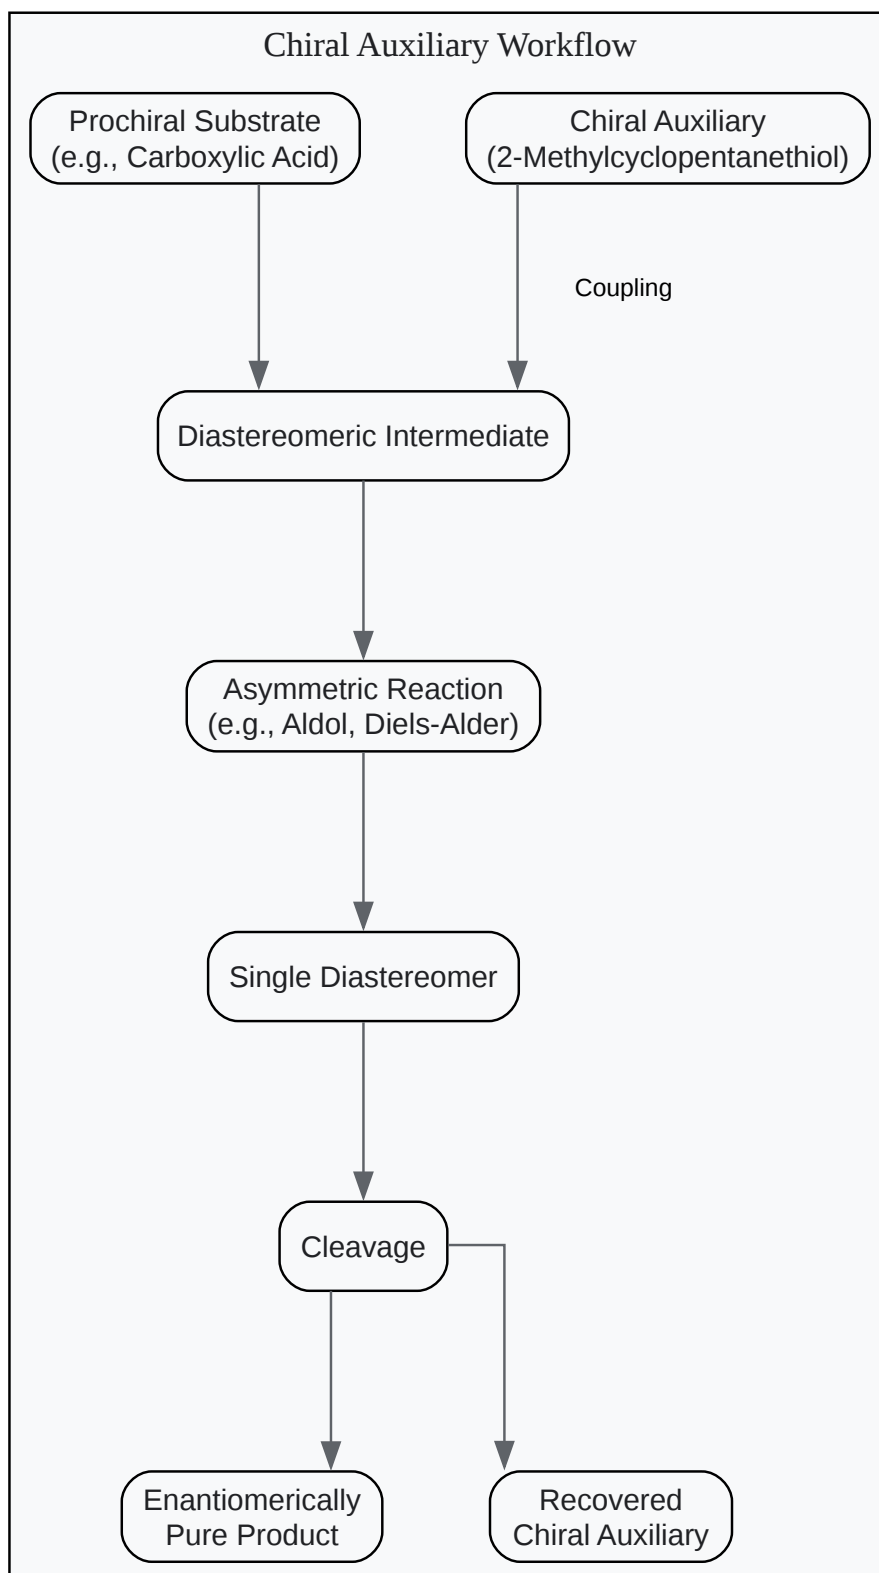 Chiral Auxiliary Workflow
Prochiral Substrate
(e.g., Carboxylic Acid)
Chiral Auxiliary
(2-Methylcyclopentanethiol)
Coupling
Diastereomeric Intermediate
Asymmetric Reaction
(e.g., Aldol, Diels-Alder)
Single Diastereomer
Cleavage
Enantiomerically
Pure Product
Recovered
Chiral Auxiliary